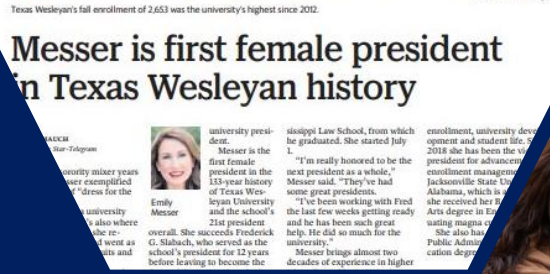 Texas Wesleyan's fall enrollment of 2,653 was the university's highest since 2012.
Messer is first female president
in Texas Wesleyan history
Star-Telegram
orority mixer years
sser exemplified
"dress for the
university
's also where
she re-
d went as
uits and
Emily
Messer
university presi-
dent.
Messer is the
first female
president in the
133-year history
of Texas Wes-
leyan University
and the school's
21st president
overall. She succeeds Frederick
G. Slabach, who served as the
school's president for 12 years
before leaving to become the
sissippi Law School, from which
he graduated. She started July
1.
"I'm really honored to be the
next president as a whole,"
Messer said. "They've had
some great presidents.
"I've been working with Fred
the last few weeks getting ready
and he has been such great
help. He did so much for the
university."
Messer brings almost two
decades of experience in higher
enrollment, university deve
opment and student life. S
2018 she has been the vi
president for advancem
enrollment managem
Jacksonville State Un
Alabama, which is a
she received her B
Arts degree in En
uating magna cu
She also has
Public Admin
cation degre